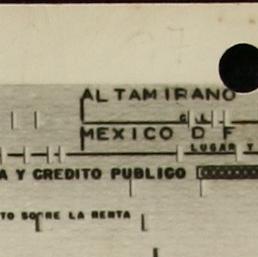 ALTAMIRANO
MEXICO D F
LUGAR Y
A Y CREDITO PUBLICO
TO SOBRE LA RENTA